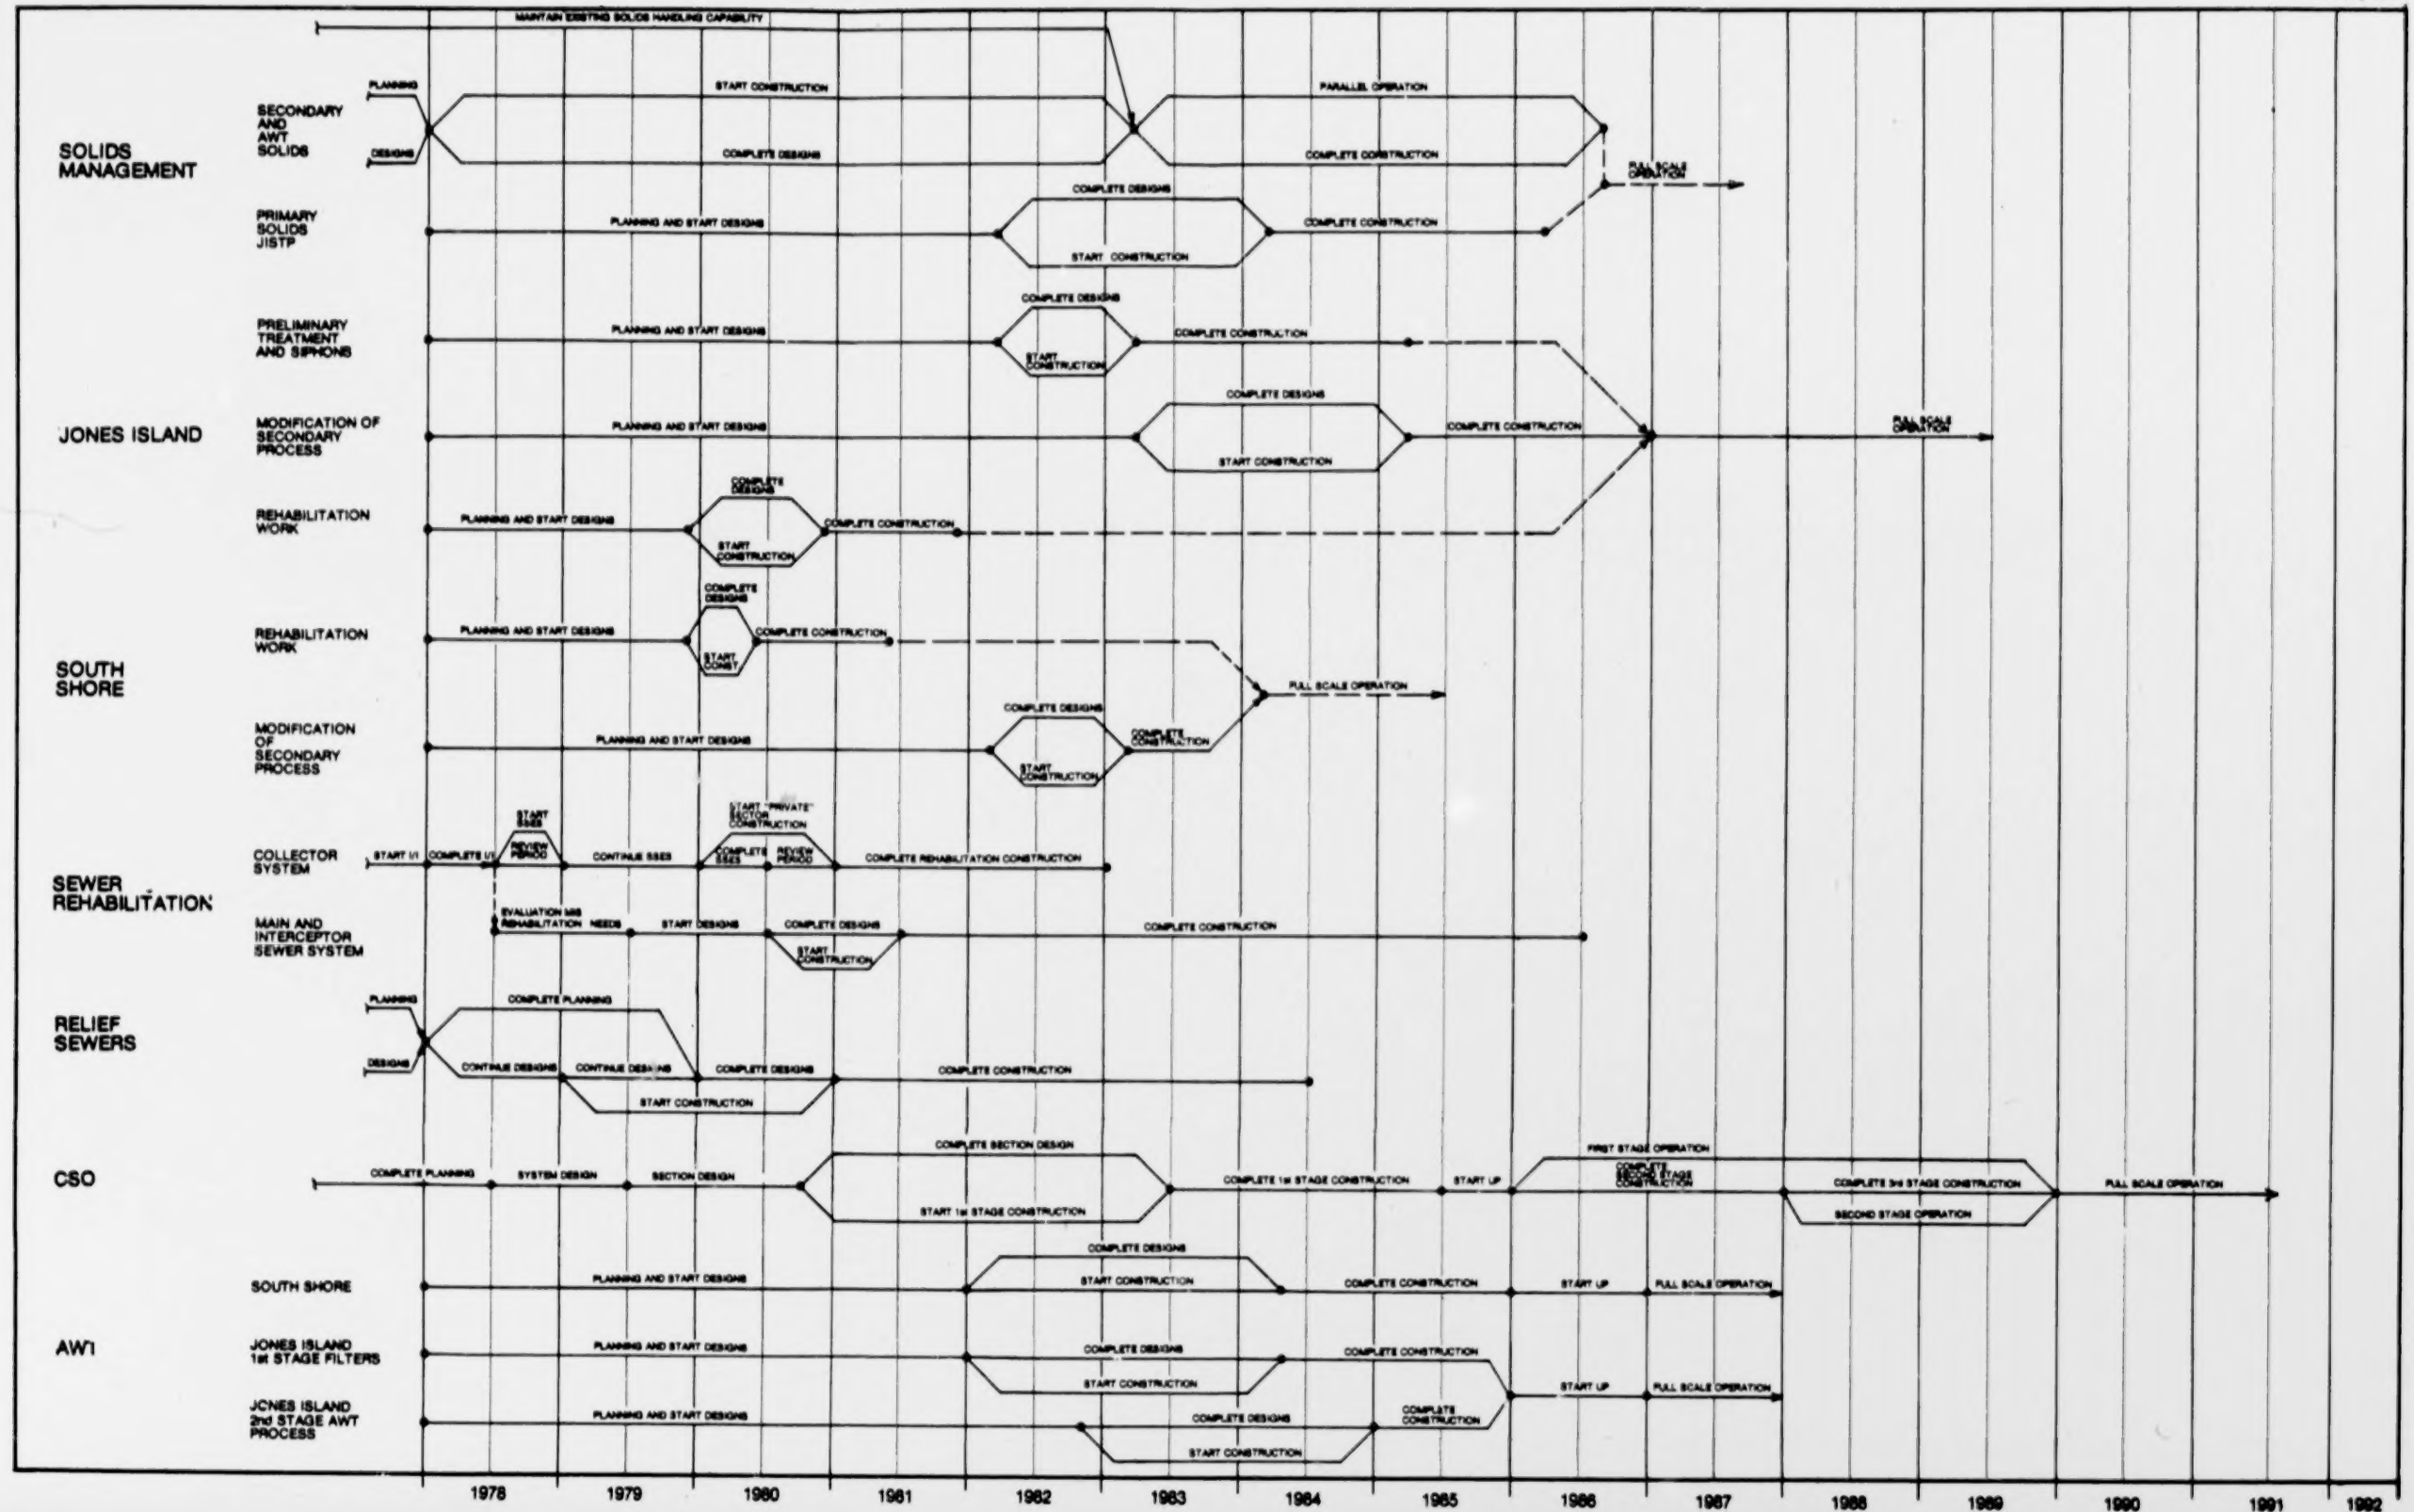 MAINTAIN EXISTING SOLIDS HANDLING CAPABILITY
SOLIDS
MANAGEMENT
SECONDARY
AND
AWT
SOLIDS
PLANNING
DESIGNS
START CONSTRUCTION
COMPLETE DESIGNS
PARALLEL OPERATION
COMPLETE CONSTRUCTION
FULL SCALE
OPERATION
PRIMARY
SOLIDS
JISTP
PLANNING AND START DESIGNS
COMPLETE DESIGNS
START CONSTRUCTION
COMPLETE CONSTRUCTION
JONES ISLAND
PRELIMINARY
TREATMENT
AND SIPHONS
PLANNING AND START DESIGNS
COMPLETE DESIGNS
START
CONSTRUCTION
COMPLETE CONSTRUCTION
MODIFICATION OF
SECONDARY
PROCESS
PLANNING AND START DESIGNS
COMPLETE DESIGNS
START CONSTRUCTION
COMPLETE CONSTRUCTION
FULL SCALE
OPERATION
REHABILITATION
WORK
PLANNING AND START DESIGNS
COMPLETE
DESIGNS
START
CONSTRUCTION
COMPLETE CONSTRUCTION
SOUTH
SHORE
REHABILITATION
WORK
PLANNING AND START DESIGNS
COMPLETE
DESIGNS
START
CONST.
COMPLETE CONSTRUCTION
FULL SCALE OPERATION
MODIFICATION
OF
SECONDARY
PROCESS
PLANNING AND START DESIGNS
COMPLETE DESIGNS
START
CONSTRUCTION
COMPLETE
CONSTRUCTION
SEWER
REHABILITATION
COLLECTOR
SYSTEM
START I/I
COMPLETE I/I
START
SSES
REVIEW
PERIOD
CONTINUE SSES
START "PRIVATE"
SECTOR
CONSTRUCTION
COMPLETE
SSES
REVIEW
PERIOD
COMPLETE REHABILITATION CONSTRUCTION
MAIN AND
INTERCEPTOR
SEWER SYSTEM
EVALUATION MIS
REHABILITATION NEEDS
START DESIGNS
COMPLETE DESIGNS
START
CONSTRUCTION
COMPLETE CONSTRUCTION
RELIEF
SEWERS
PLANNING
DESIGNS
COMPLETE PLANNING
CONTINUE DESIGNS
CONTINUE DESIGNS
COMPLETE DESIGNS
START CONSTRUCTION
COMPLETE CONSTRUCTION
CSO
COMPLETE PLANNING
SYSTEM DESIGN
SECTION DESIGN
COMPLETE SECTION DESIGN
START 1st STAGE CONSTRUCTION
COMPLETE 1st STAGE CONSTRUCTION
START UP
FIRST STAGE OPERATION
COMPLETE
SECOND STAGE
CONSTRUCTION
COMPLETE 3rd STAGE CONSTRUCTION
SECOND STAGE OPERATION
FULL SCALE OPERATION
AWT
SOUTH SHORE
PLANNING AND START DESIGNS
COMPLETE DESIGNS
START CONSTRUCTION
COMPLETE CONSTRUCTION
START UP
FULL SCALE OPERATION
JONES ISLAND
1st STAGE FILTERS
PLANNING AND START DESIGNS
COMPLETE DESIGNS
START CONSTRUCTION
COMPLETE CONSTRUCTION
START UP
FULL SCALE OPERATION
JONES ISLAND
2nd STAGE AWT
PROCESS
PLANNING AND START DESIGNS
COMPLETE DESIGNS
START CONSTRUCTION
COMPLETE
CONSTRUCTION
1978 1979 1980 1981 1982 1983 1984 1985 1986 1987 1988 1989 1990 1991 1992